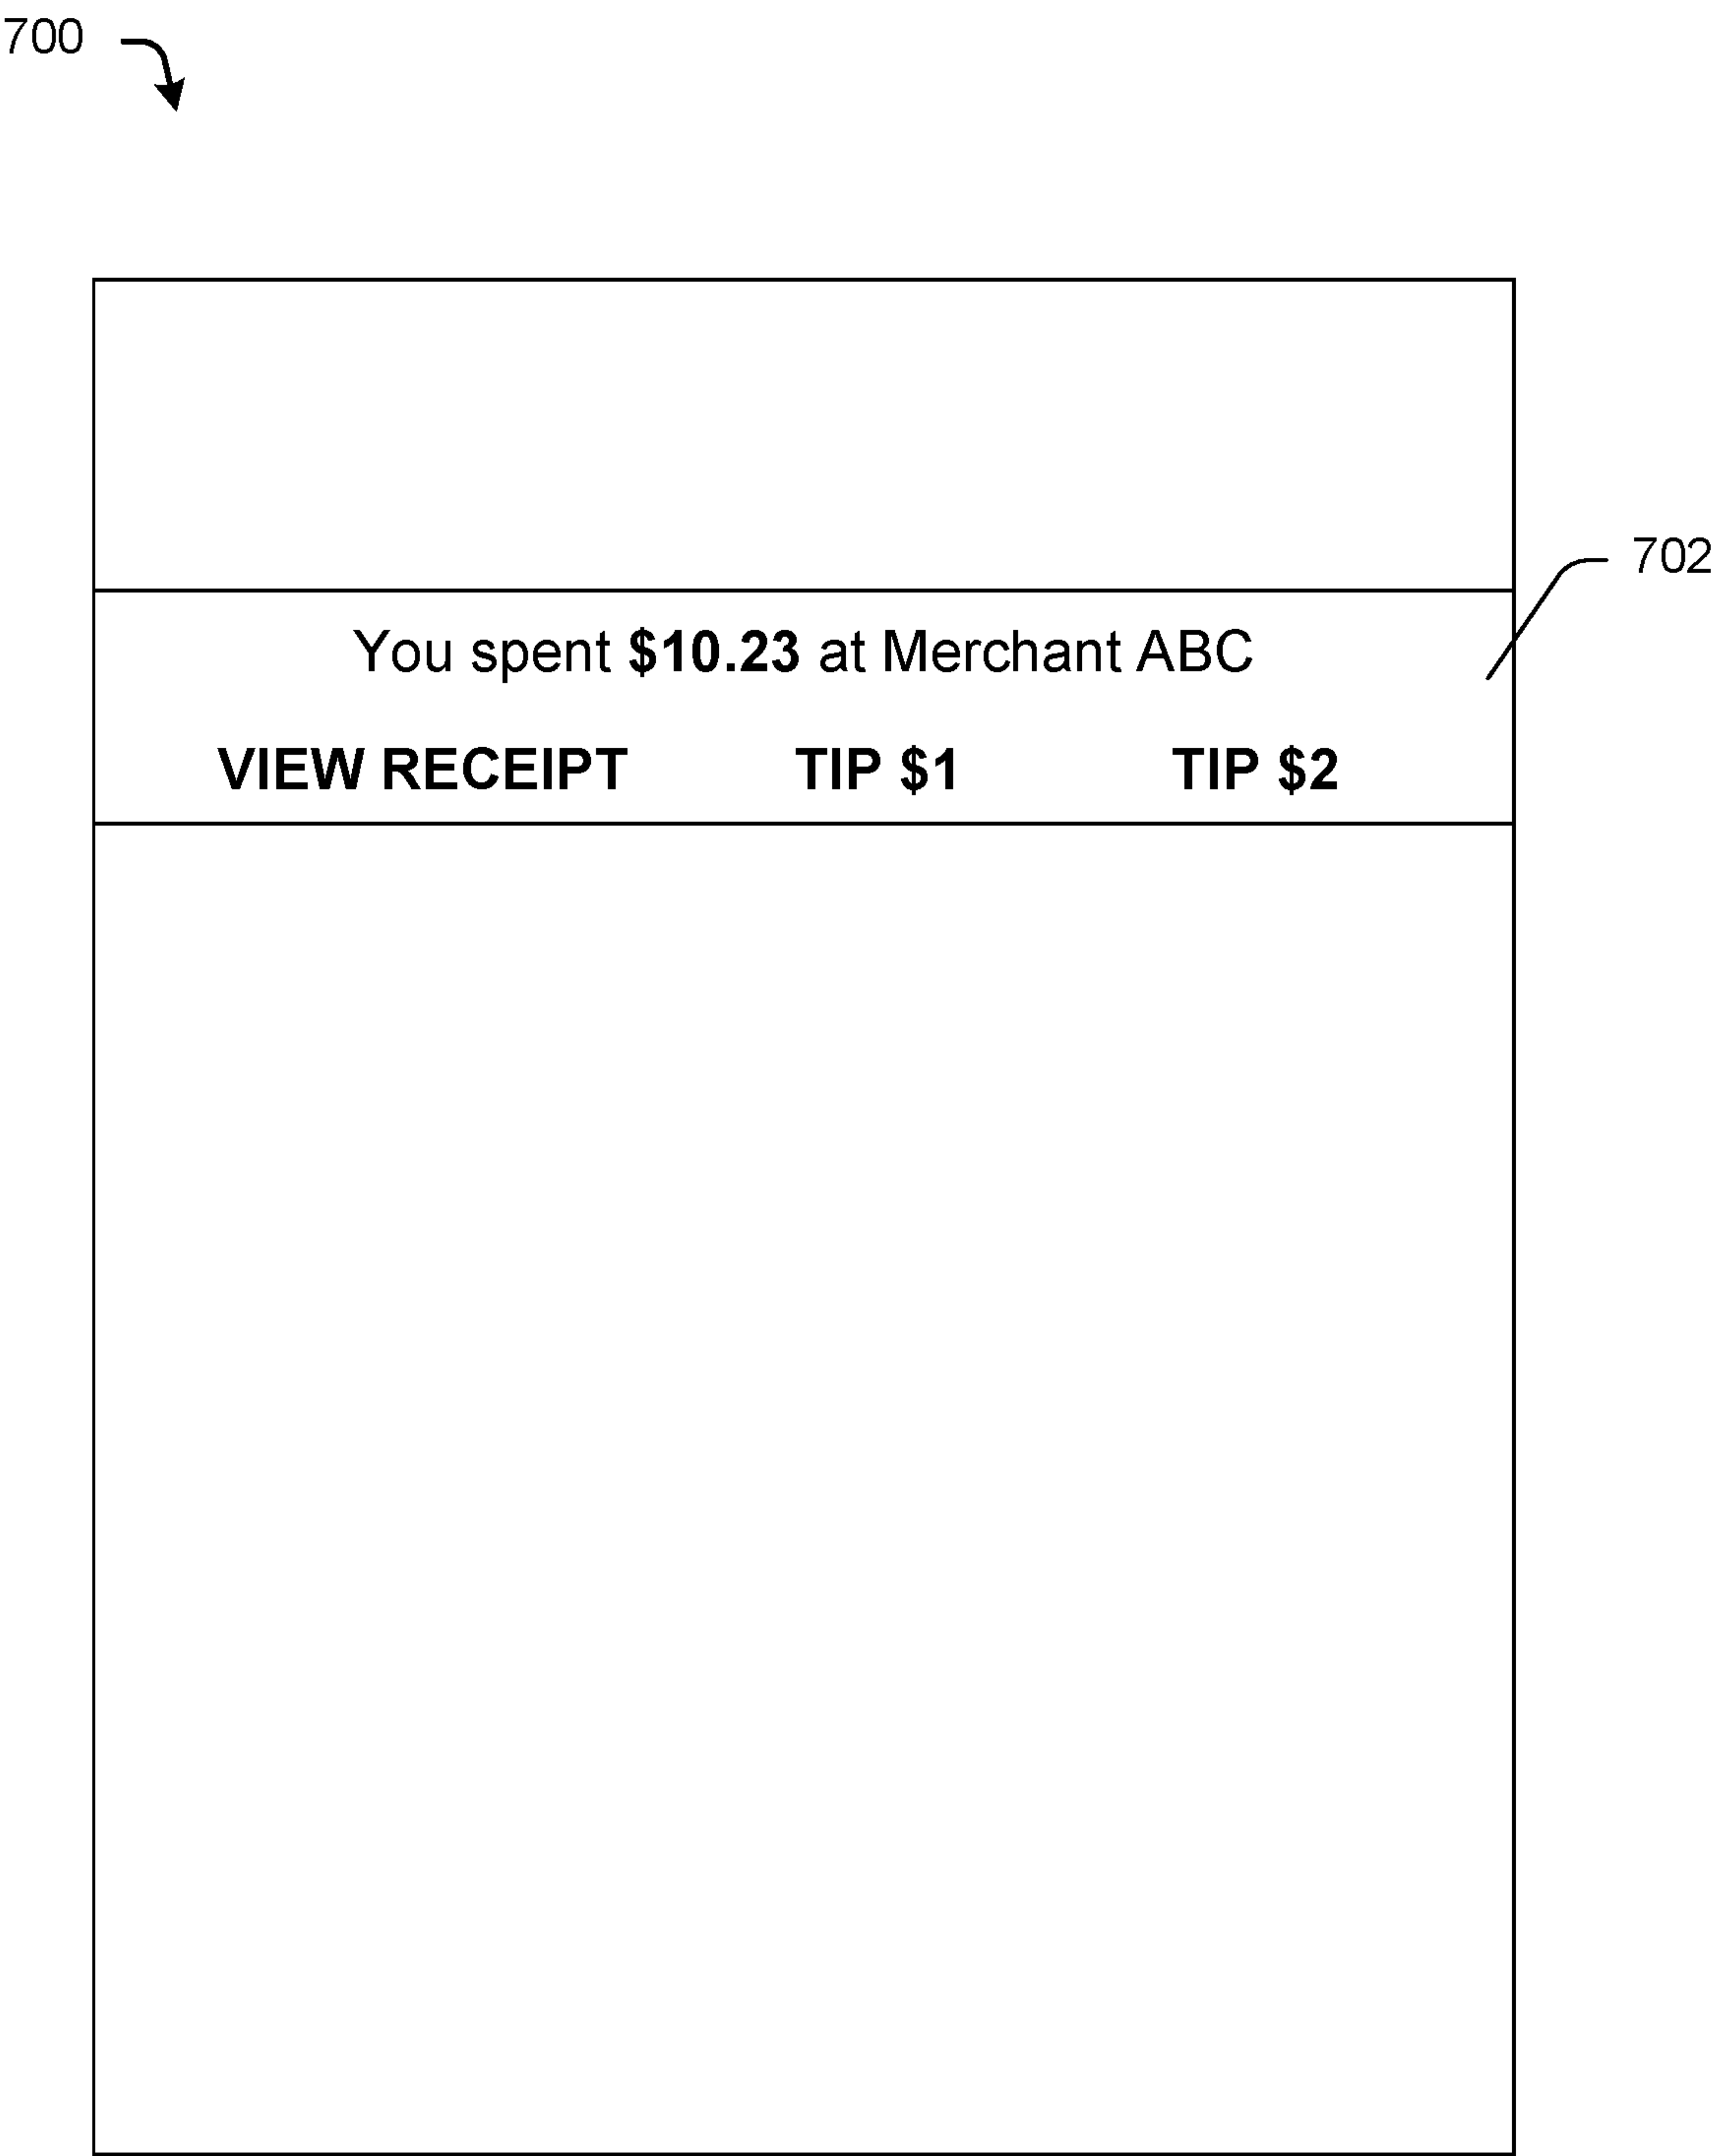 700
702
You spent $10.23 at Merchant ABC
VIEW RECEIPT TIP $1 TIP $2